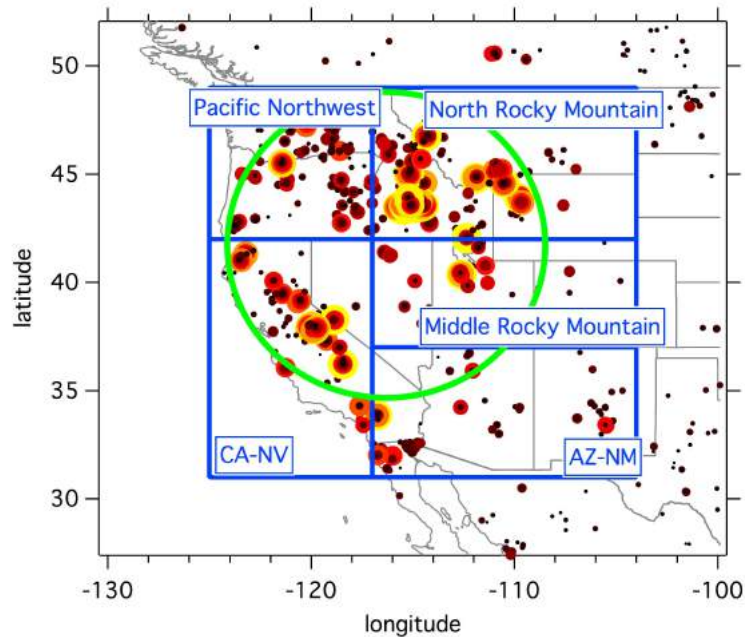 50
45
40
35
30
latitude
Pacific Northwest
North Rocky Mountain
Middle Rocky Mountain
CA-NV
AZ-NM
-130
-120
-110
-100
longitude